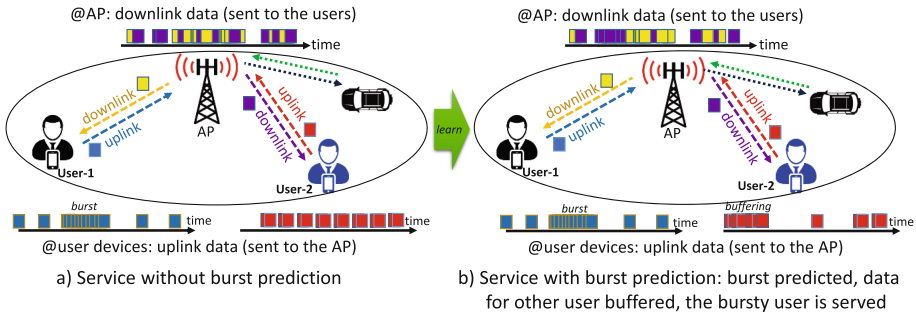 @AP: downlink data (sent to the users)
time
downlink
uplink
AP
uplink
downlink
User-1
User-2
burst
time
time
@user devices: uplink data (sent to the AP)
a) Service without burst prediction
learn
@AP: downlink data (sent to the users)
time
downlink
uplink
AP
uplink
downlink
User-1
User-2
burst
time
buffering
time
@user devices: uplink data (sent to the AP)
b) Service with burst prediction: burst predicted, data
for other user buffered, the bursty user is served